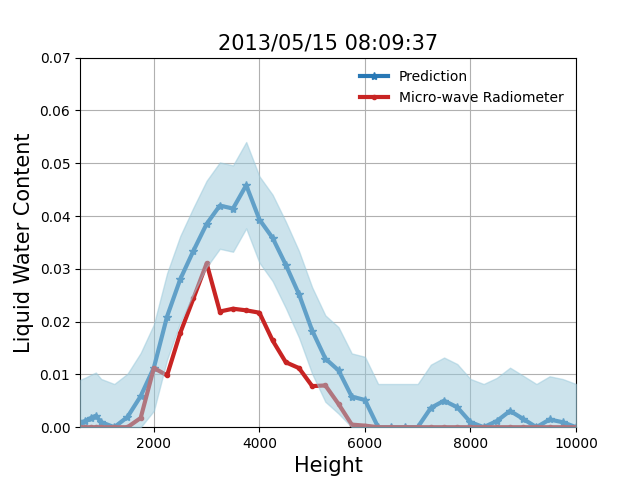 2013/05/15 08:09:37
Prediction
Micro-wave Radiometer
Liquid Water Content
0.07
0.06
0.05
0.04
0.03
0.02
0.01
0.00
2000 4000 6000 8000 10000
Height